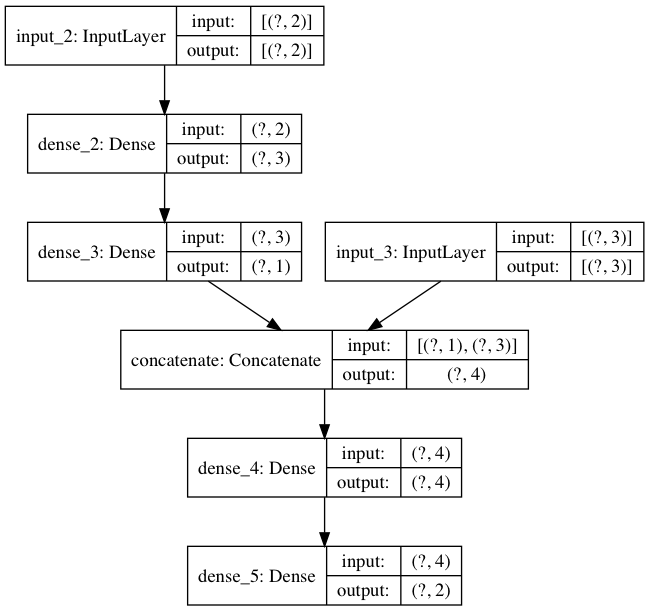 input_2: InputLayer
input: [(?, 2)]
output: [(?, 2)]
dense_2: Dense
input: (?, 2)
output: (?, 3)
dense_3: Dense
input: (?, 3)
output: (?, 1)
input_3: InputLayer
input: [(?, 3)]
output: [(?, 3)]
concatenate: Concatenate
input: [(?, 1), (?, 3)]
output: (?, 4)
dense_4: Dense
input: (?, 4)
output: (?, 4)
dense_5: Dense
input: (?, 4)
output: (?, 2)